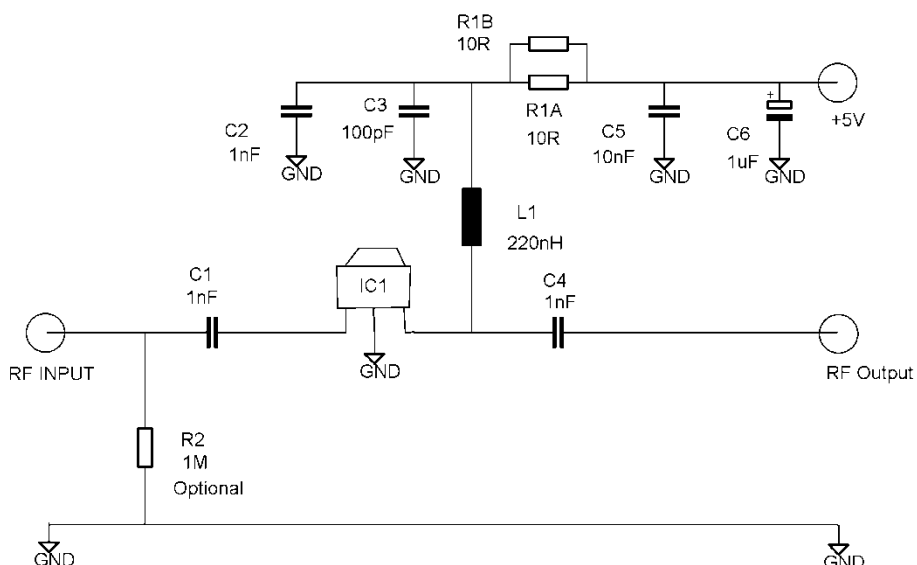 R1B
10R
C2
1nF
GND
C3
100pF
GND
R1A
10R
C5
10nF
GND
+
C6
1uF
GND
+5V
L1
220nH
C1
1nF
IC1
GND
C4
1nF
RF INPUT
RF Output
R2
1M
Optional
GND
GND